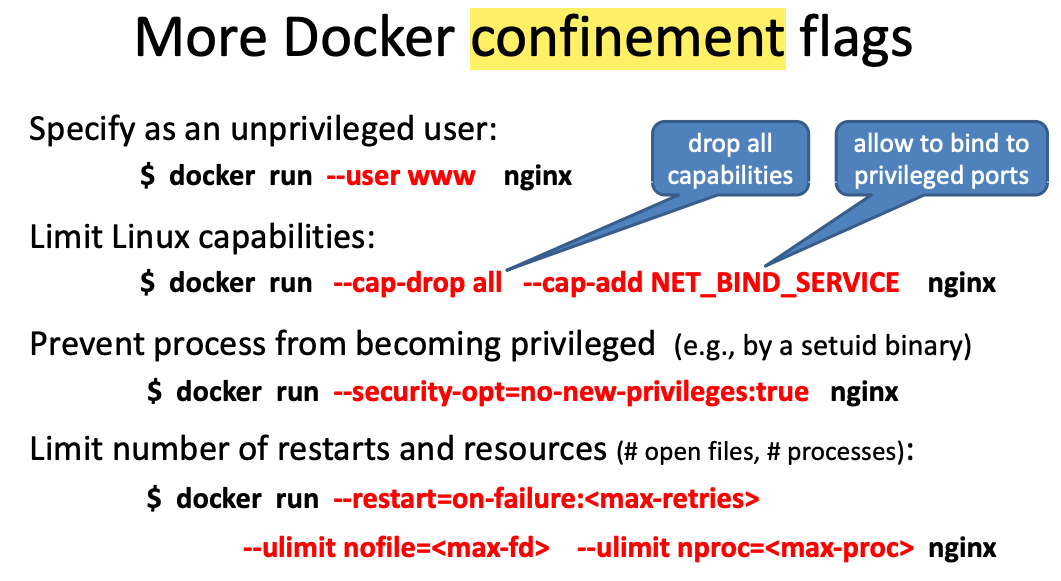 More Docker confinement flags
Specify as an unprivileged user:
$ docker run --user www nginx
drop all
capabilities
allow to bind to
privileged ports
Limit Linux capabilities:
$ docker run --cap-drop all --cap-add NET_BIND_SERVICE nginx
Prevent process from becoming privileged (e.g., by a setuid binary)
$ docker run --security-opt=no-new-privileges:true nginx
Limit number of restarts and resources (# open files, # processes):
$ docker run --restart=on-failure:<max-retries>
--ulimit nofile=<max-fd> --ulimit nproc=<max-proc> nginx